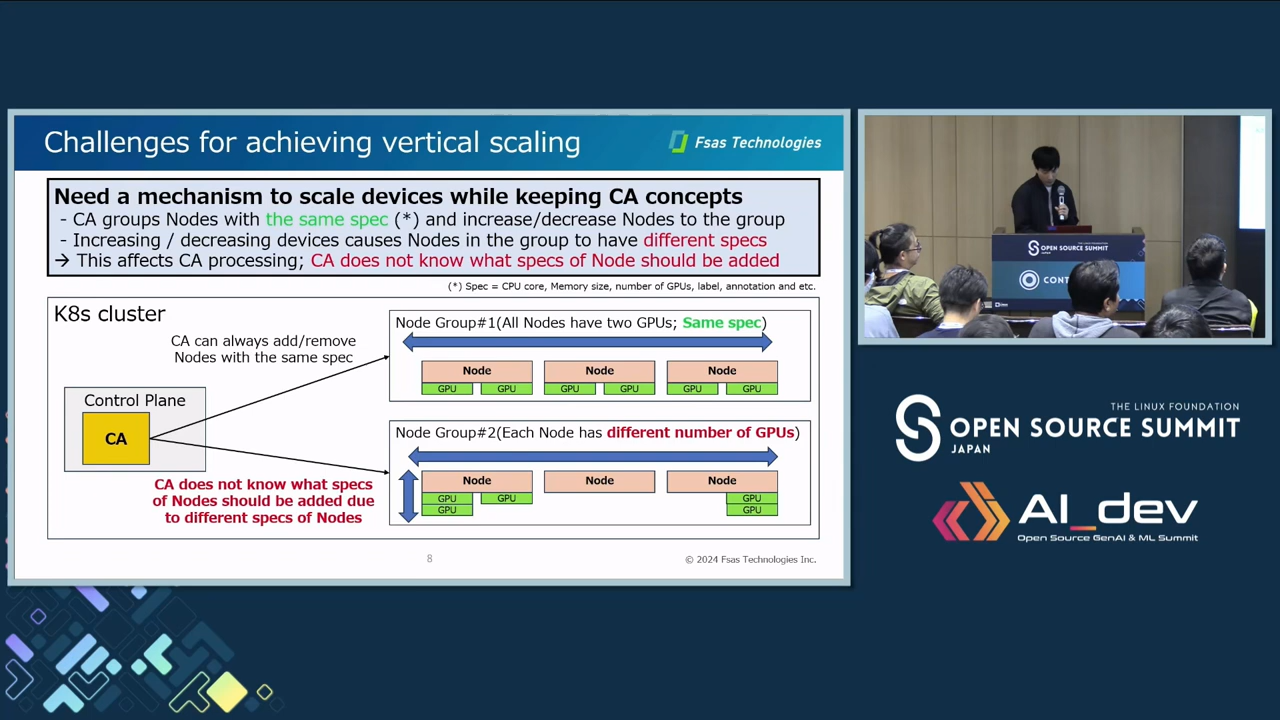 Challenges for achieving vertical scaling
Fsas Technologies
Need a mechanism to scale devices while keeping CA concepts
- CA groups Nodes with the same spec (*) and increase/decrease Nodes to the group
- Increasing / decreasing devices causes Nodes in the group to have different specs
→ This affects CA processing; CA does not know what specs of Node should be added
(*) Spec = CPU core, Memory size, number of GPUs, label, annotation and etc.
K8s cluster
CA can always add/remove
Nodes with the same spec
Control Plane
CA
CA does not know what specs
of Nodes should be added due
to different specs of Nodes
Node Group#1(All Nodes have two GPUs; Same spec)
Node Node Node
GPU GPU GPU GPU GPU GPU
Node Group#2(Each Node has different number of GPUs)
Node Node Node
GPU GPU GPU
GPU GPU
8
© 2024 Fsas Technologies Inc.
OPEN SOURCE SUMMIT
JAPAN
THE LINUX FOUNDATION
OPEN SOURCE SUMMIT
JAPAN
AI_dev
Open Source GenAI & ML Summit